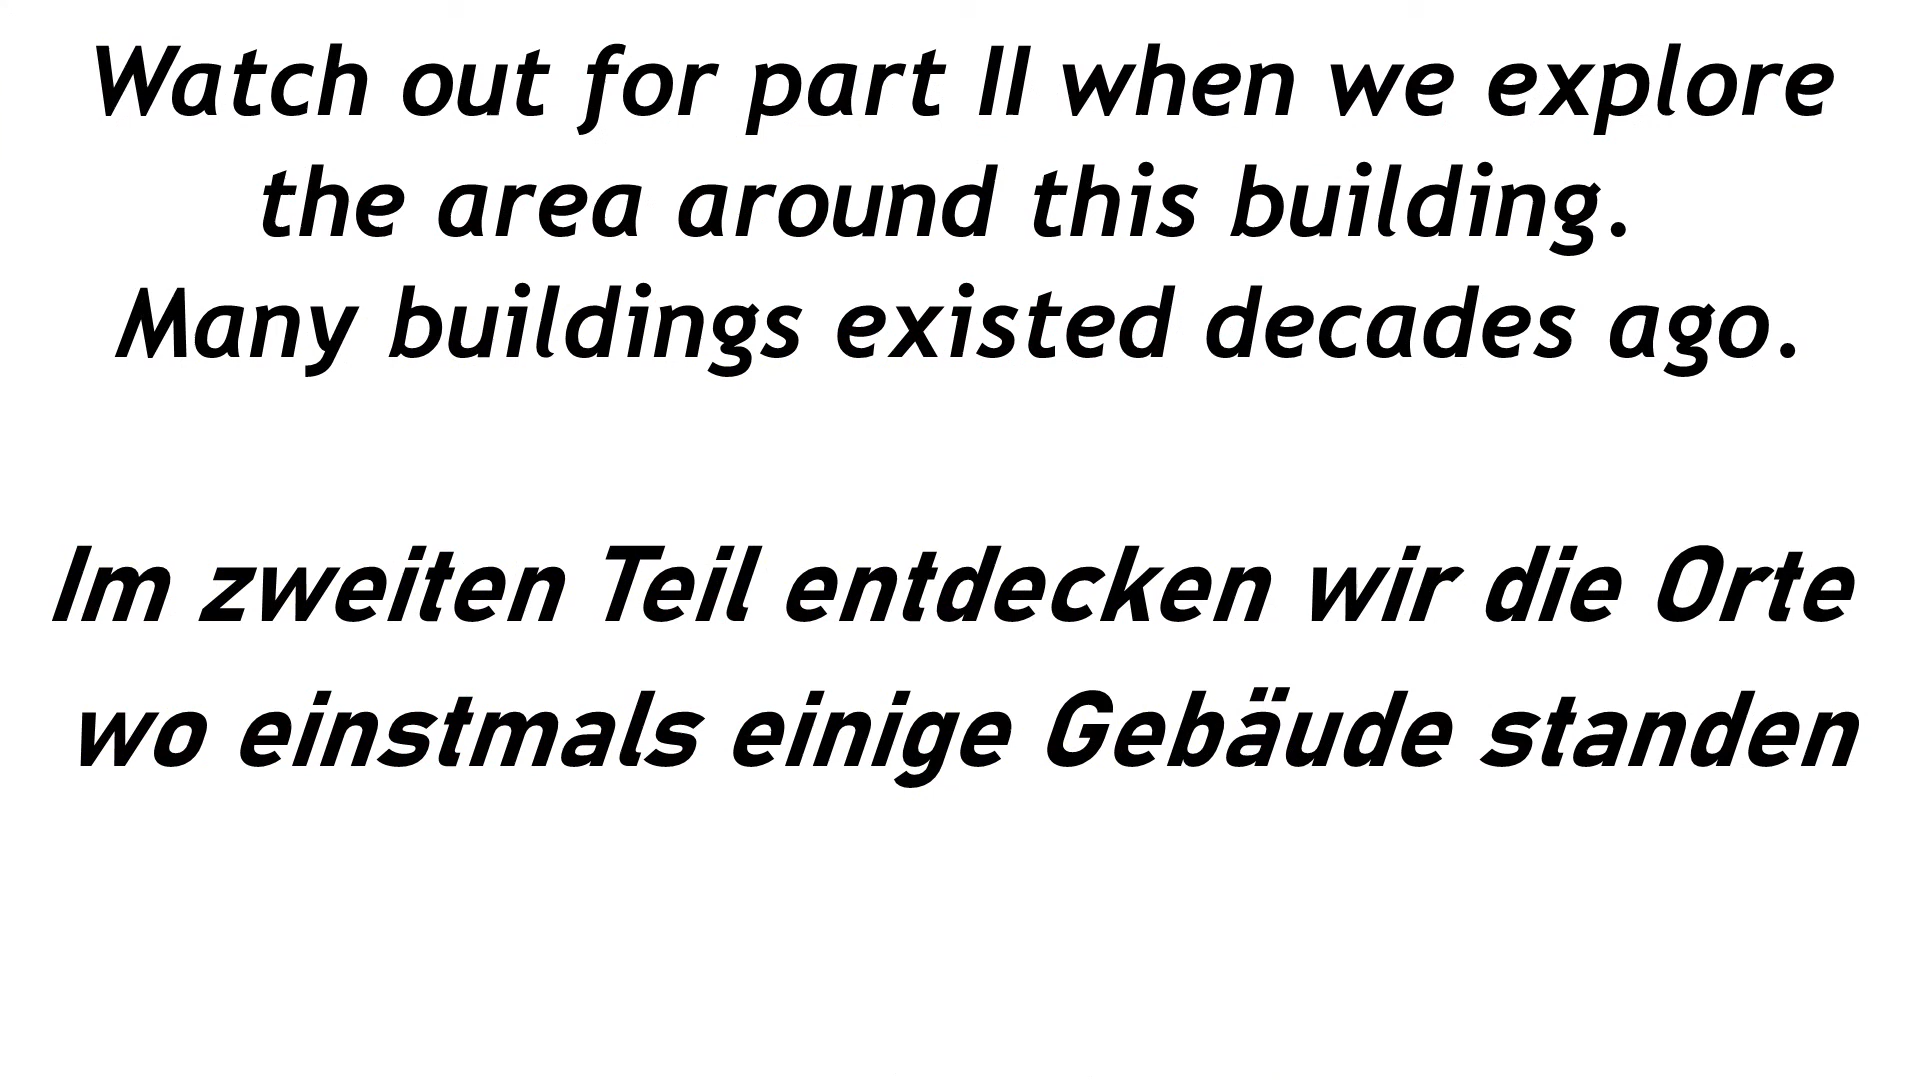 Watch out for part II when we explore
the area around this building.
Many buildings existed decades ago.
Im zweiten Teil entdecken wir die Orte
wo einstmals einige Gebäude standen